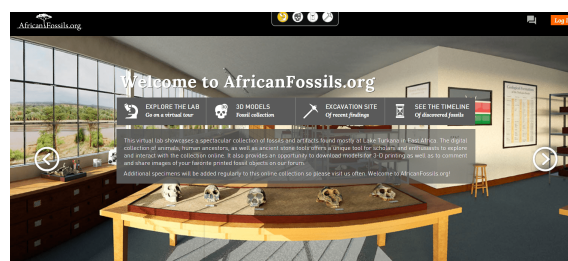 AfricanFossils.org
Log
Welcome to AfricanFossils.org
EXPLORE THE LAB
Go on a virtual tour
3D MODELS
Fossil collection
EXCAVATION SITE
Of recent findings
SEE THE TIMELINE
Of discovered fossils
This virtual lab showcases a spectacular collection of fossils and artifacts found mostly at Lake Turkana in East Africa. The digital
collection of animals, human ancestors, as well as ancient stone tools offers a unique tool for scholars and enthusiasts to explore
and interact with the collection online. It also provides an opportunity to download models for 3-D printing as well as to comment
and share images of your favorite printed fossil objects on our forum.
Additional specimens will be added regularly to this online collection so please visit us often. Welcome to AfricanFossils.org!